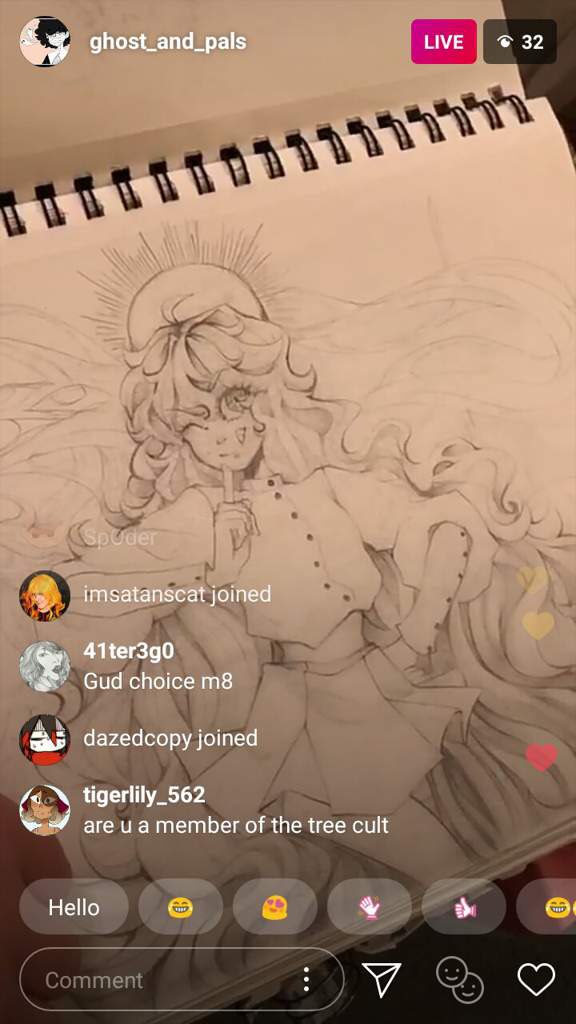 ghost_and_pals
LIVE
32
Sp0der
imsatanscat joined
41ter3g0
Gud choice m8
dazedcopy joined
tigerlily_562
are u a member of the tree cult
Hello
Comment